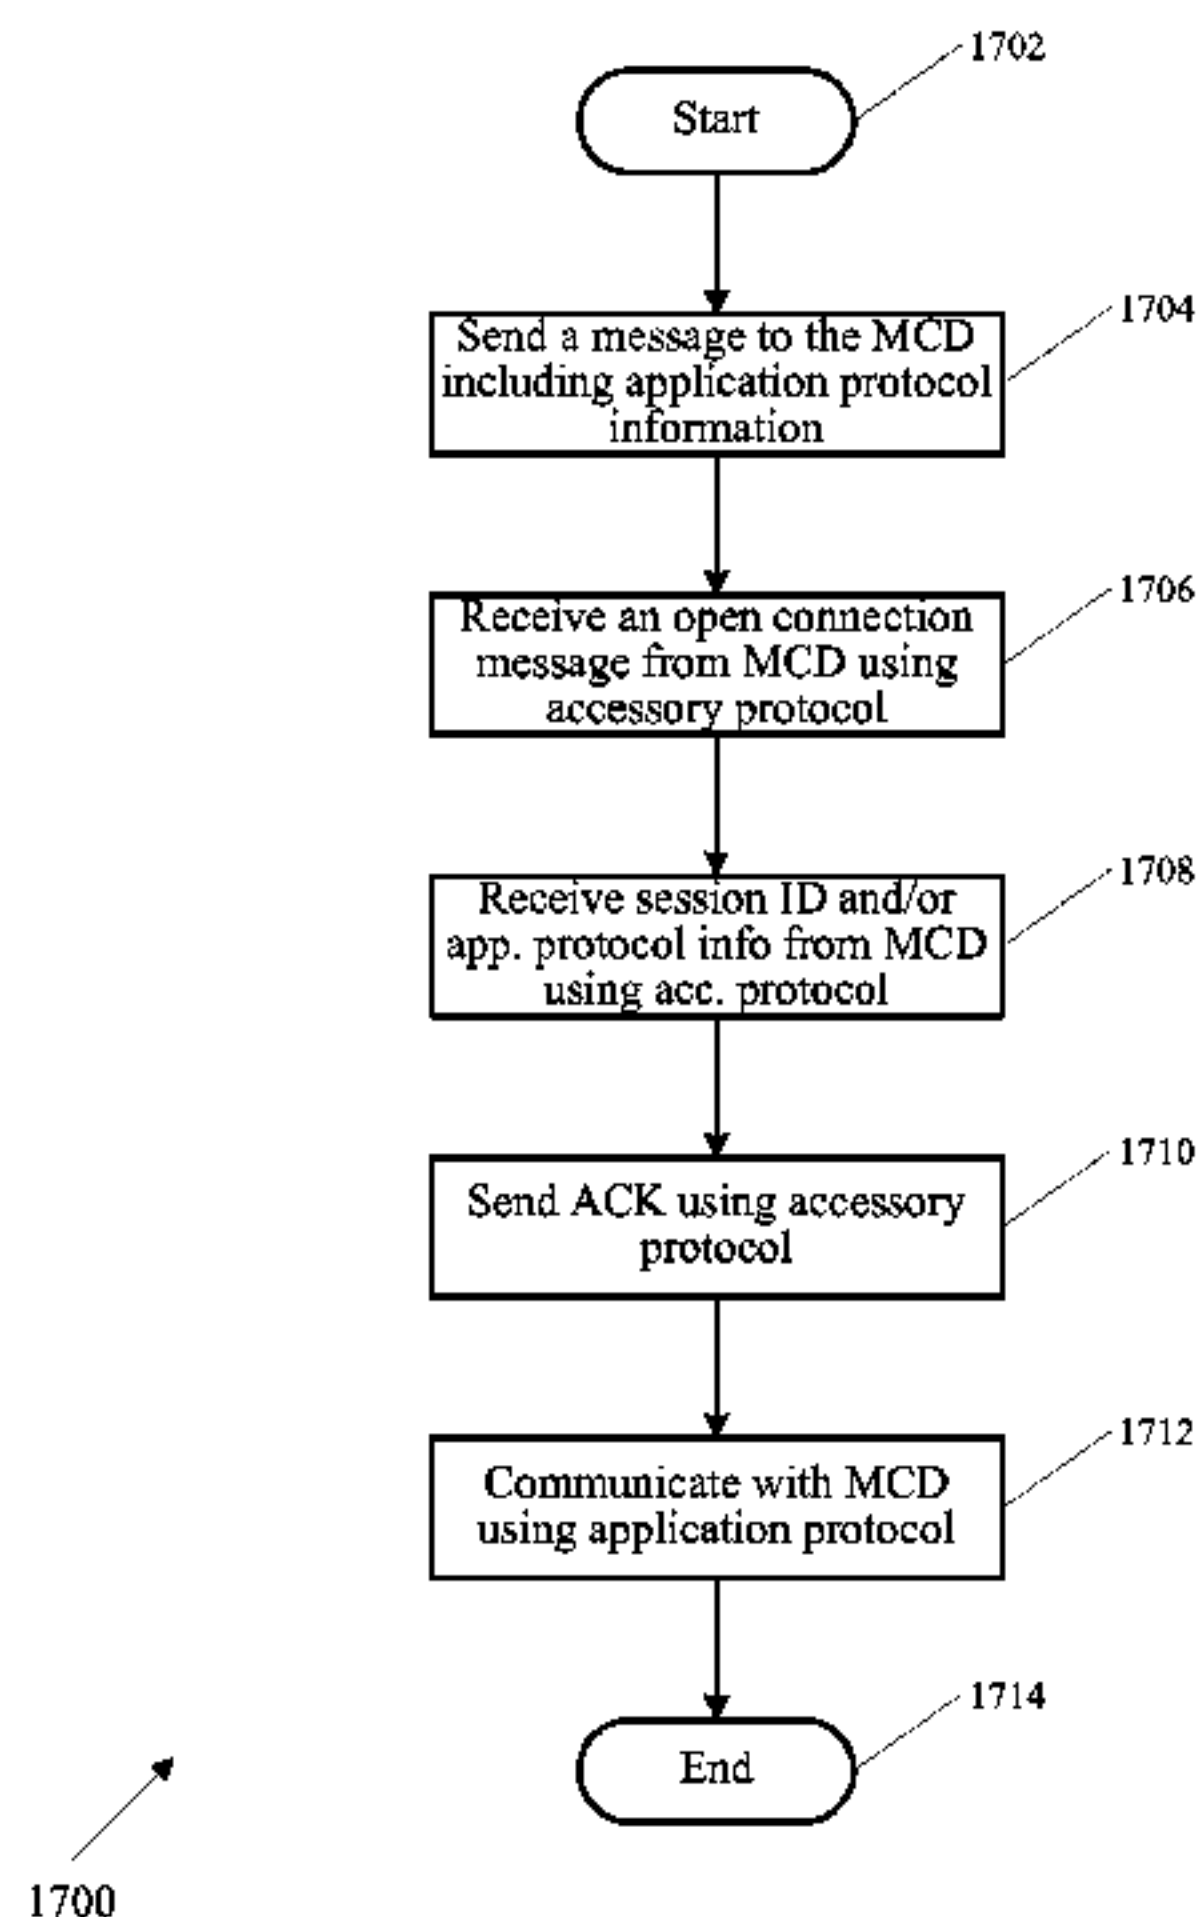 1702
Start
1704
Send a message to the MCD
including application protocol
information
1706
Receive an open connection
message from MCD using
accessory protocol
1708
Receive session ID and/or
app. protocol info from MCD
using acc. protocol
1710
Send ACK using accessory
protocol
1712
Communicate with MCD
using application protocol
1714
End
1700